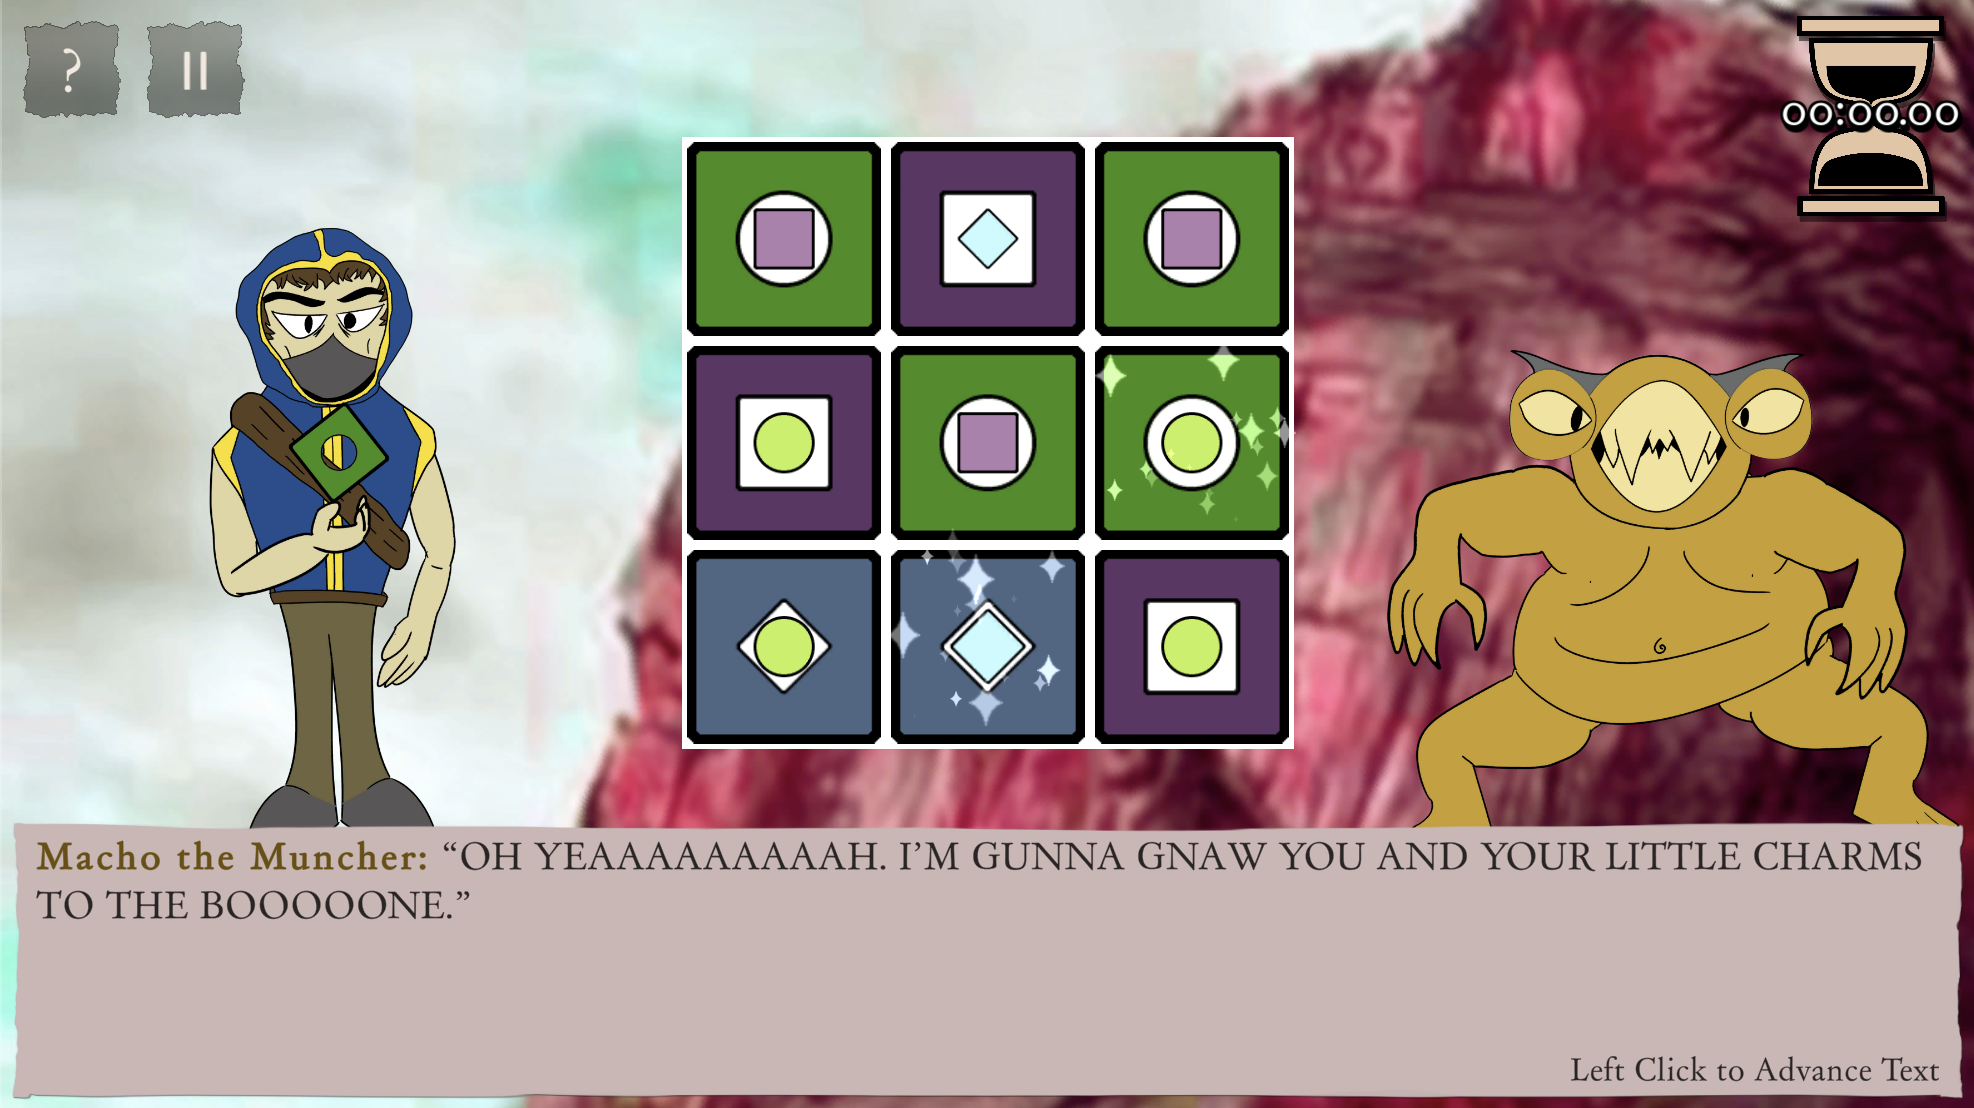 ?
00:00.00
Macho the Muncher: “OH YEAAAAAAAAAH. I’M GUNNA GNAW YOU AND YOUR LITTLE CHARMS
TO THE BOOOOONE.”
Left Click to Advance Text